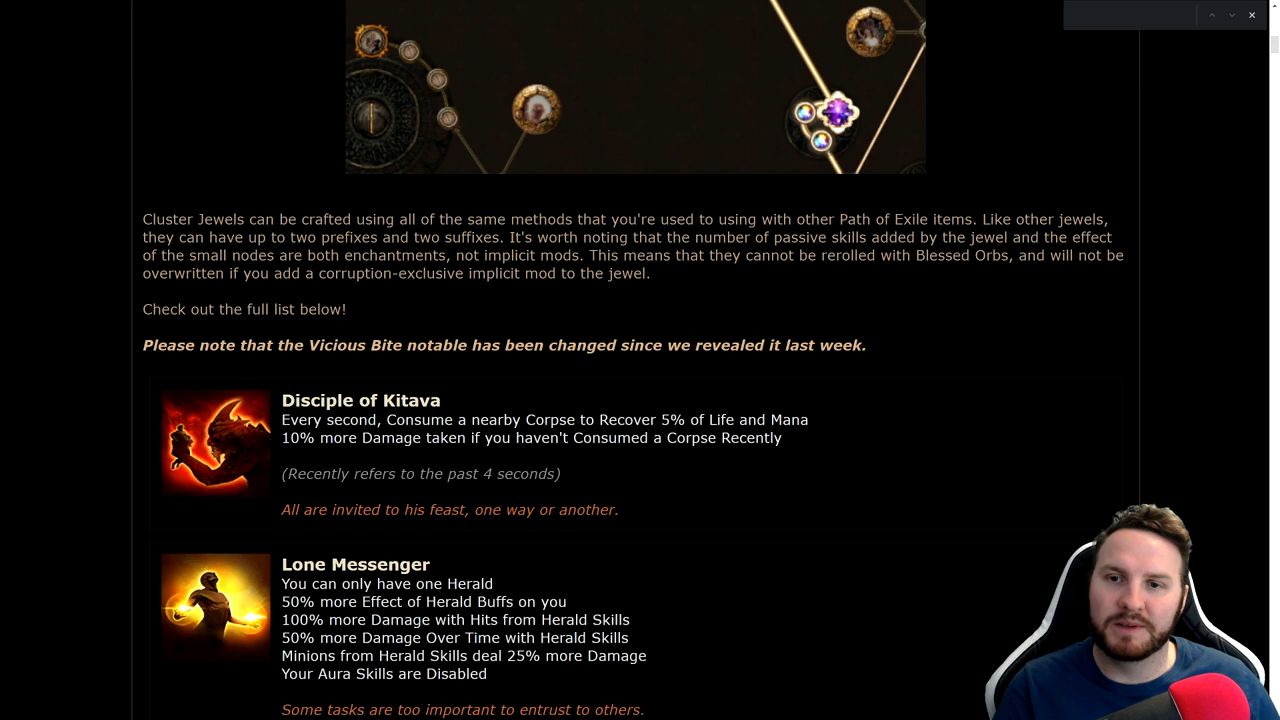 Cluster Jewels can be crafted using all of the same methods that you're used to using with other Path of Exile items. Like other jewels,
they can have up to two prefixes and two suffixes. It's worth noting that the number of passive skills added by the jewel and the effect
of the small nodes are both enchantments, not implicit mods. This means that they cannot be rerolled with Blessed Orbs, and will not be
overwritten if you add a corruption-exclusive implicit mod to the jewel.
Check out the full list below!
Please note that the Vicious Bite notable has been changed since we revealed it last week.
Disciple of Kitava
Every second, Consume a nearby Corpse to Recover 5% of Life and Mana
10% more Damage taken if you haven't Consumed a Corpse Recently
(Recently refers to the past 4 seconds)
All are invited to his feast, one way or another.
Lone Messenger
You can only have one Herald
50% more Effect of Herald Buffs on you
100% more Damage with Hits from Herald Skills
50% more Damage Over Time with Herald Skills
Minions from Herald Skills deal 25% more Damage
Your Aura Skills are Disabled
Some tasks are too important to entrust to others.